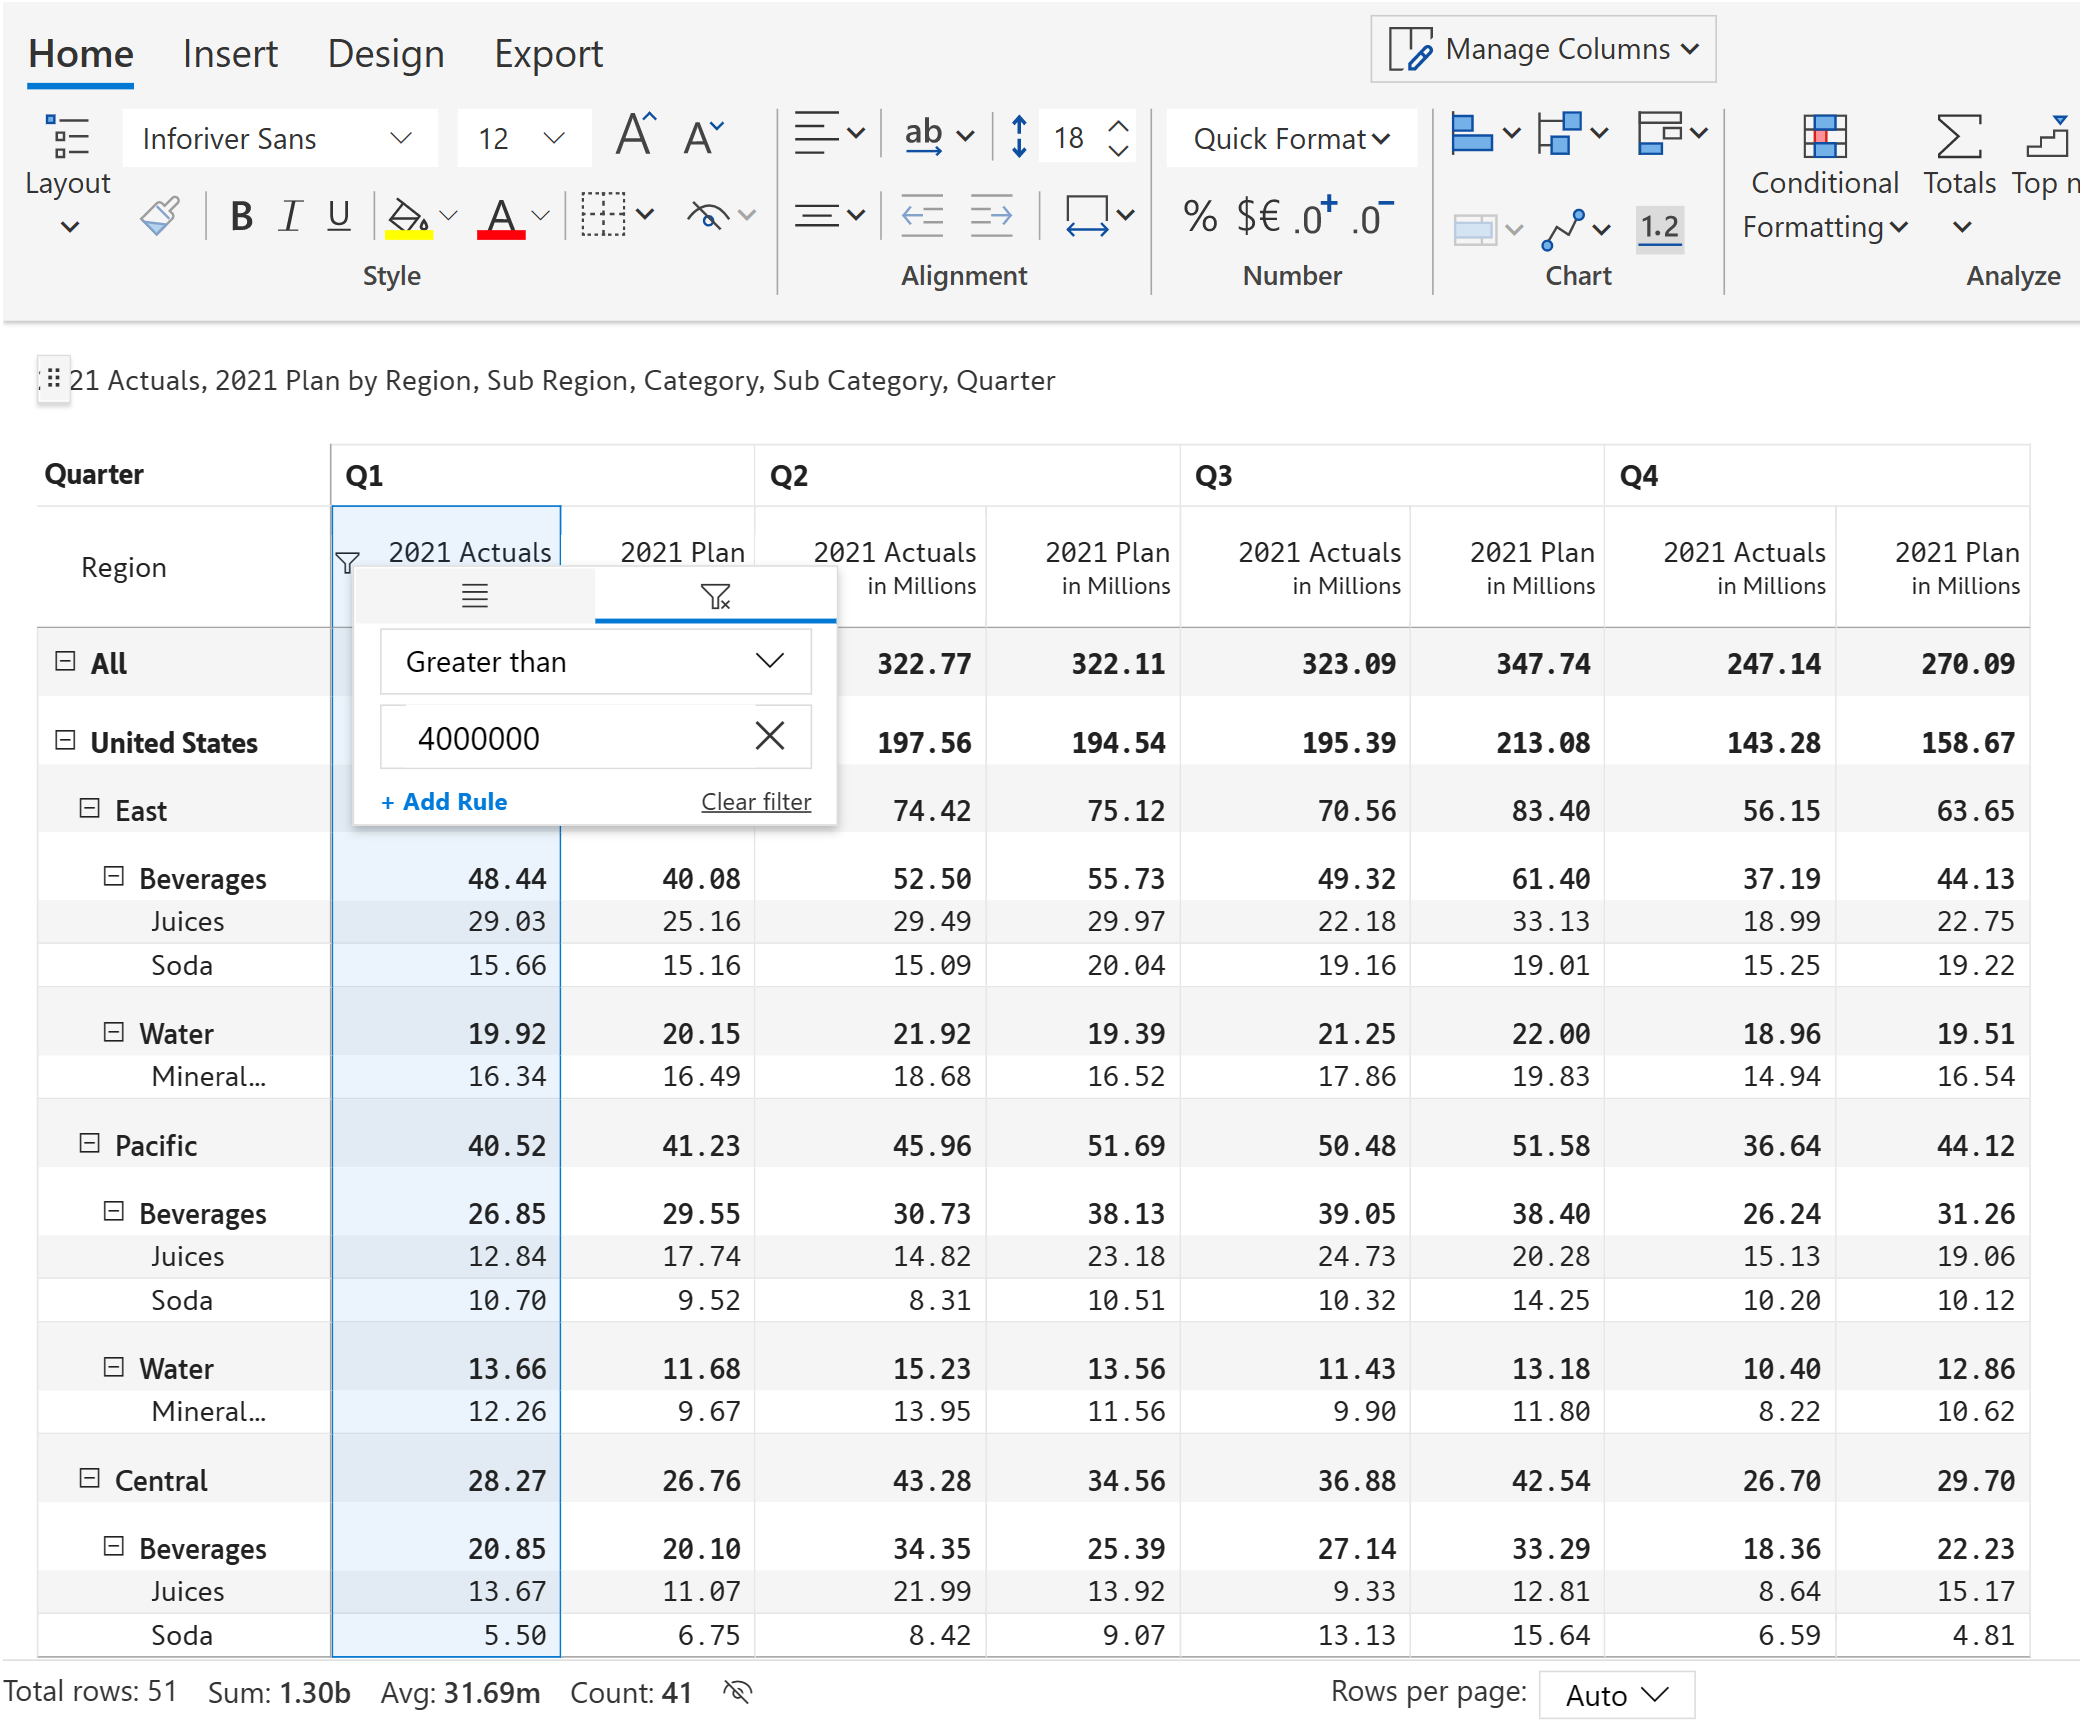 Home Insert Design Export Manage Columns
Inforiver Sans 12 A A ab 18 Quick Format
Layout Conditional Totals Top n
B I U A % $€ .0+ .0- 1.2 Formatting
Style Alignment Number Chart Analyze
21 Actuals, 2021 Plan by Region, Sub Region, Category, Sub Category, Quarter
Quarter Q1 Q2 Q3 Q4
Region 2021 Actuals 2021 Plan 2021 Actuals 2021 Plan 2021 Actuals 2021 Plan 2021 Actuals 2021 Plan
in Millions in Millions in Millions in Millions in Millions in Millions
All Greater than 322.77 322.11 323.09 347.74 247.14 270.09
United States 4000000 197.56 194.54 195.39 213.08 143.28 158.67
East + Add Rule Clear filter 74.42 75.12 70.56 83.40 56.15 63.65
Beverages 48.44 40.08 52.50 55.73 49.32 61.40 37.19 44.13
Juices 29.03 25.16 29.49 29.97 22.18 33.13 18.99 22.75
Soda 15.66 15.16 15.09 20.04 19.16 19.01 15.25 19.22
Water 19.92 20.15 21.92 19.39 21.25 22.00 18.96 19.51
Mineral... 16.34 16.49 18.68 16.52 17.86 19.83 14.94 16.54
Pacific 40.52 41.23 45.96 51.69 50.48 51.58 36.64 44.12
Beverages 26.85 29.55 30.73 38.13 39.05 38.40 26.24 31.26
Juices 12.84 17.74 14.82 23.18 24.73 20.28 15.13 19.06
Soda 10.70 9.52 8.31 10.51 10.32 14.25 10.20 10.12
Water 13.66 11.68 15.23 13.56 11.43 13.18 10.40 12.86
Mineral... 12.26 9.67 13.95 11.56 9.90 11.80 8.22 10.62
Central 28.27 26.76 43.28 34.56 36.88 42.54 26.70 29.70
Beverages 20.85 20.10 34.35 25.39 27.14 33.29 18.36 22.23
Juices 13.67 11.07 21.99 13.92 9.33 12.81 8.64 15.17
Soda 5.50 6.75 8.42 9.07 13.13 15.64 6.59 4.81
Total rows: 51 Sum: 1.30b Avg: 31.69m Count: 41 Rows per page: Auto